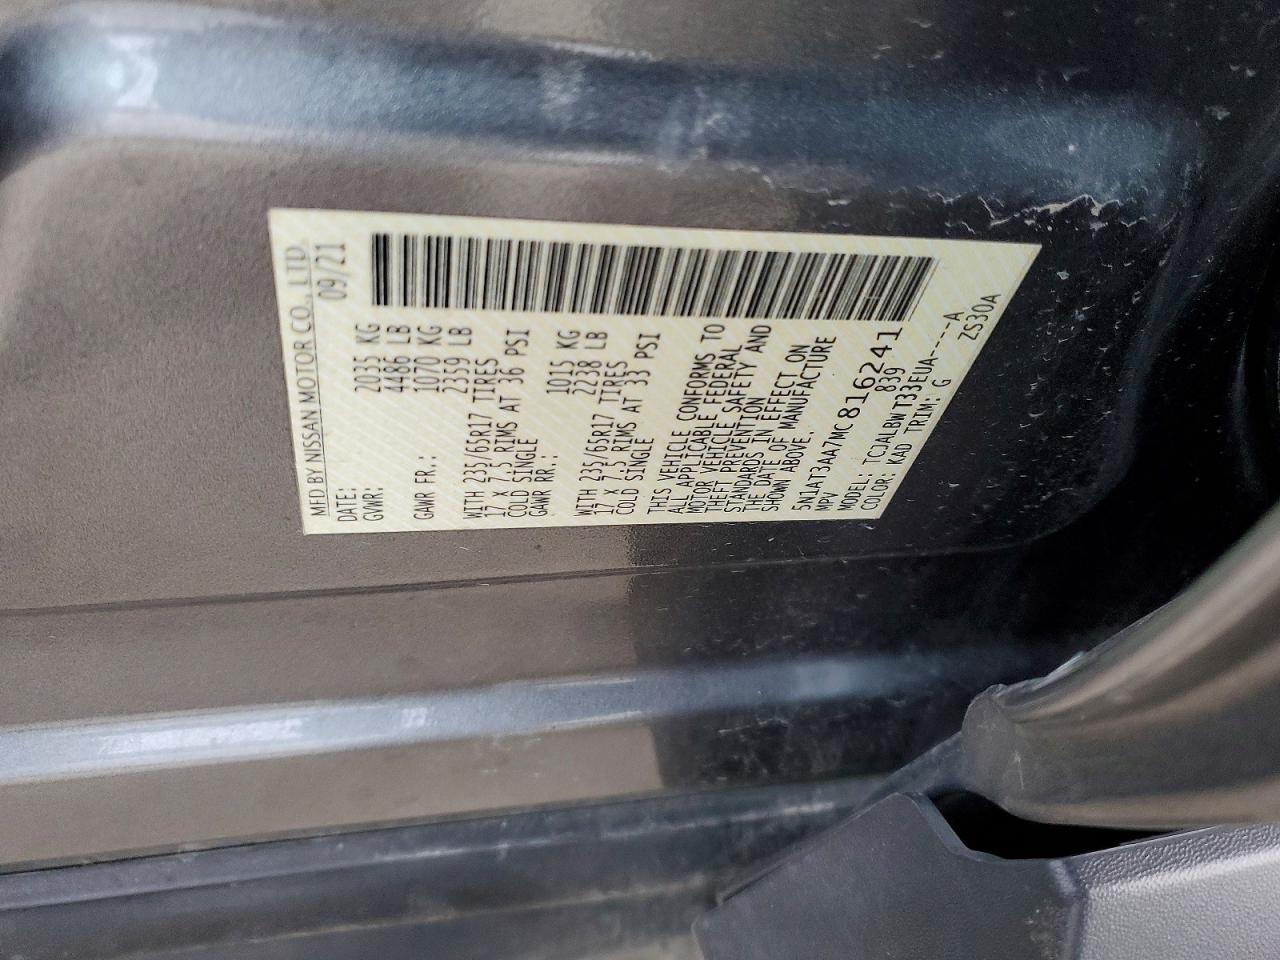 MFD BY NISSAN MOTOR CO., LTD.
DATE: 09/21
GVWR: 2035 KG
4486 LB
GAWR FR.: 1070 KG
2359 LB
WITH 235/65R17 TIRES
17 X 7.5 RIMS AT 36 PSI
COLD SINGLE
GAWR RR.: 1015 KG
2238 LB
WITH 235/65R17 TIRES
17 X 7.5 RIMS AT 33 PSI
COLD SINGLE
THIS VEHICLE CONFORMS TO
ALL APPLICABLE FEDERAL
MOTOR VEHICLE SAFETY AND
THEFT PREVENTION
STANDARDS IN EFFECT ON
THE DATE OF MANUFACTURE
SHOWN ABOVE.
5N1AT3AA7MC816241
MPV 839
MODEL: TCJALBWT33EUA-----A
COLOR: KAD TRIM: G ZS30A